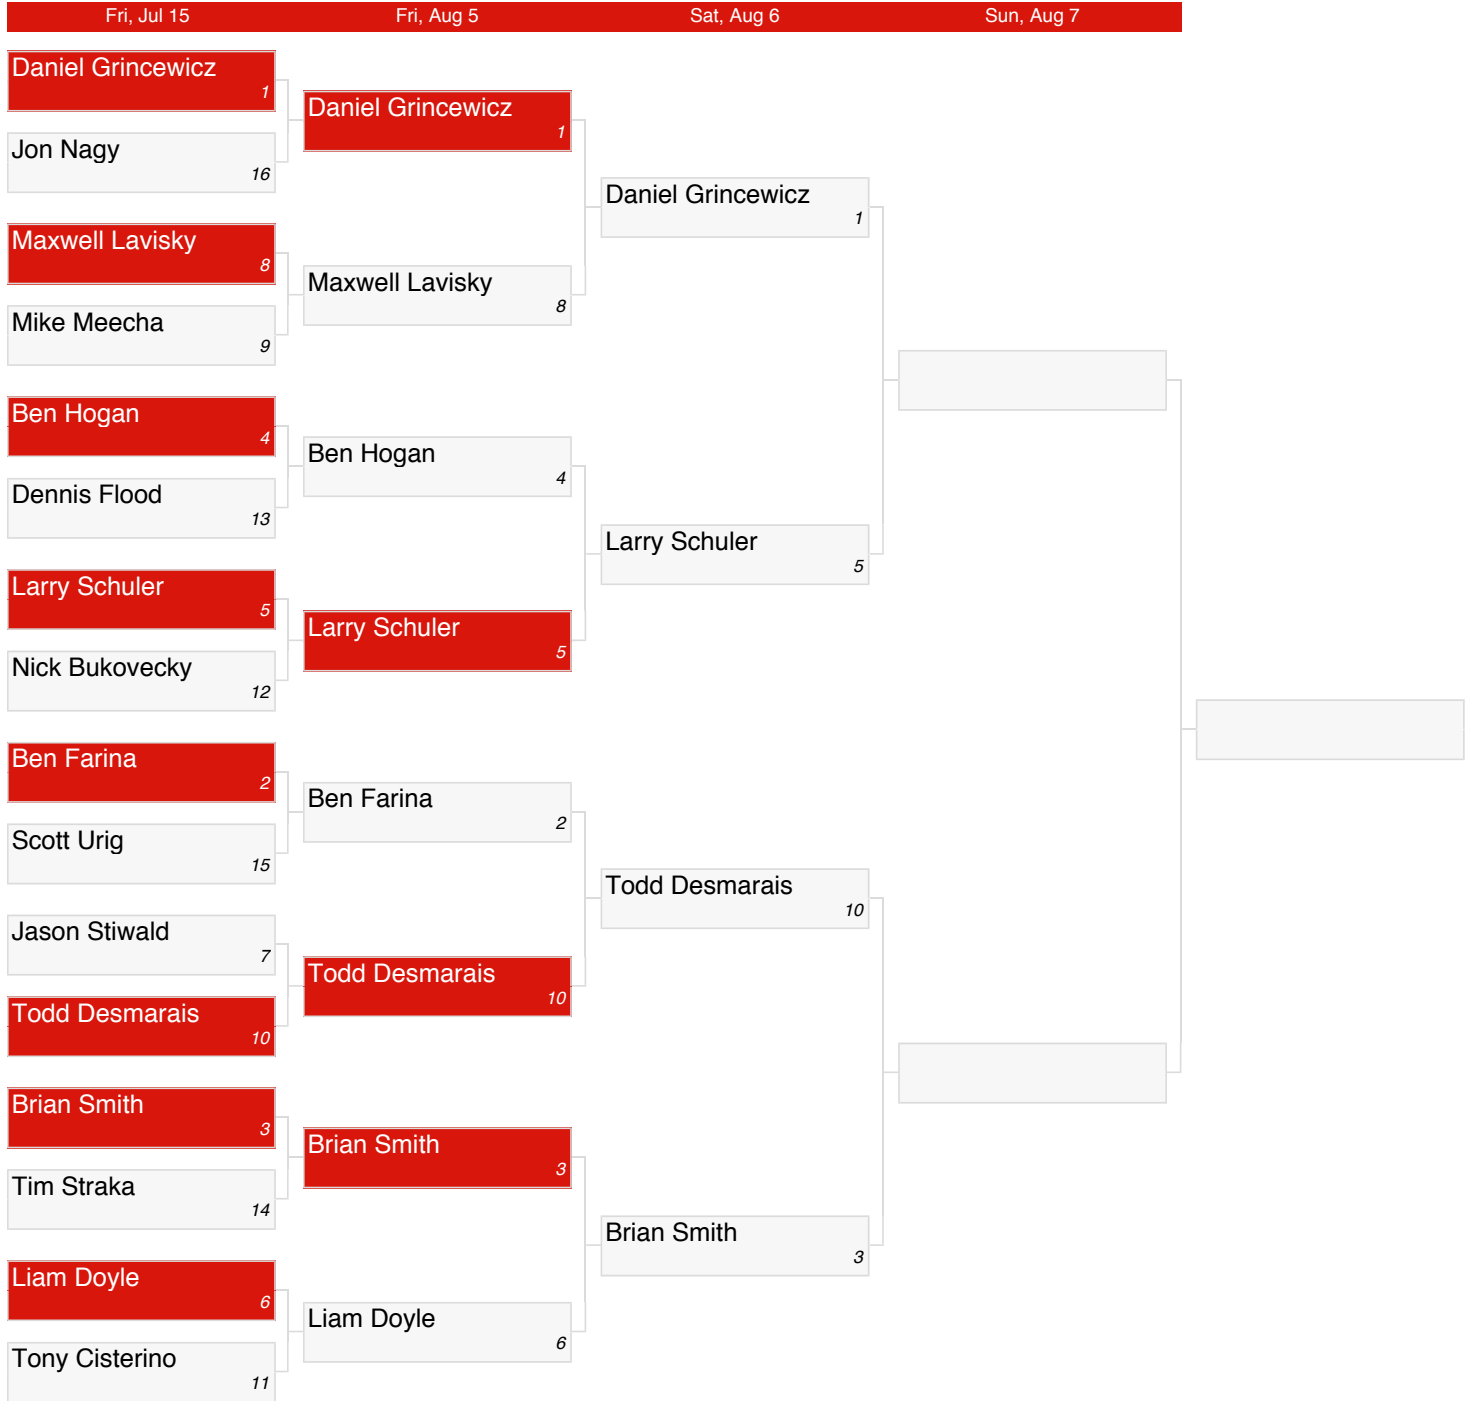 Fri, Jul 15
Fri, Aug 5
Sat, Aug 6
Sun, Aug 7
Daniel Grincewicz
1
Jon Nagy
16
Maxwell Lavisky
8
Mike Meecha
9
Ben Hogan
4
Dennis Flood
13
Larry Schuler
5
Nick Bukovecky
12
Ben Farina
2
Scott Urig
15
Jason Stiwald
7
Todd Desmarais
10
Brian Smith
3
Tim Straka
14
Liam Doyle
6
Tony Cisterino
11
Daniel Grincewicz
1
Maxwell Lavisky
8
Ben Hogan
4
Larry Schuler
5
Ben Farina
2
Todd Desmarais
10
Brian Smith
3
Liam Doyle
6
Daniel Grincewicz
1
Larry Schuler
5
Todd Desmarais
10
Brian Smith
3